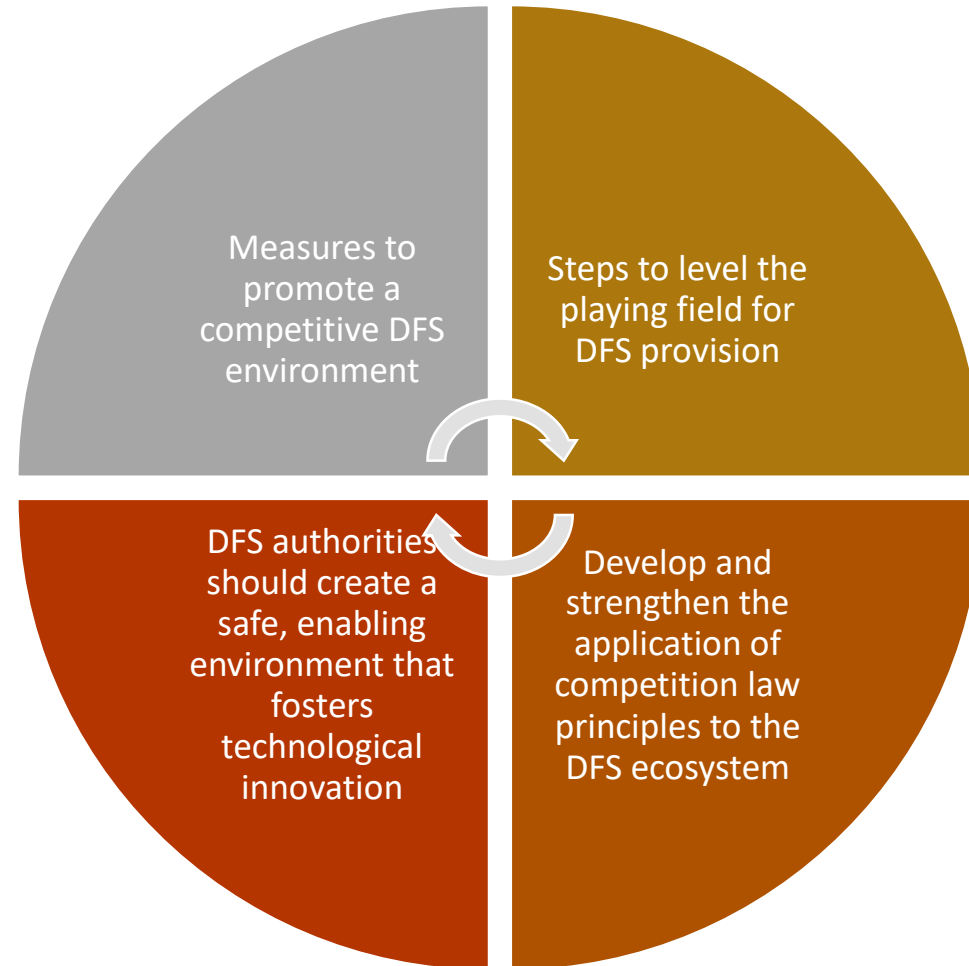 Measures to
promote a
competitive DFS
environment
Steps to level the
playing field for
DFS provision
DFS authorities
should create a
safe, enabling
environment that
fosters
technological
innovation
Develop and
strengthen the
application of
competition law
principles to the
DFS ecosystem